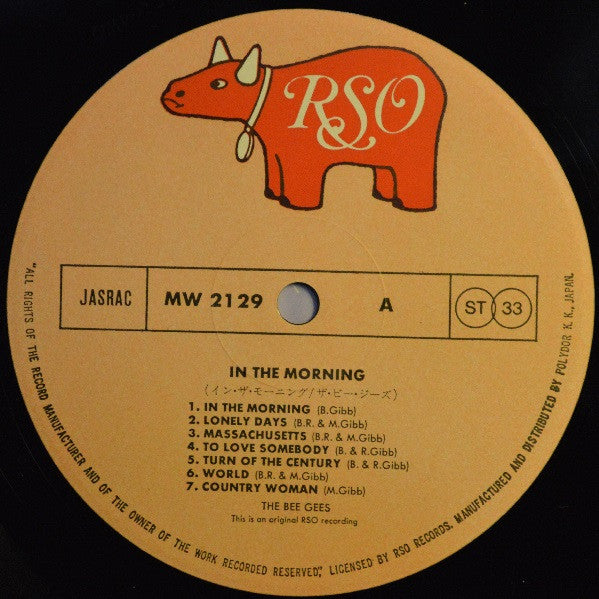 RSO
JASRAC
MW 2129
A
ST 33
IN THE MORNING
(イン・ザ・モーニング/ザ・ビー・ジーズ)
1. IN THE MORNING (B.Gibb)
2. LONELY DAYS (B.R. & M.Gibb)
3. MASSACHUSETTS (B.R. & M.Gibb)
4. TO LOVE SOMEBODY (B. & R.Gibb)
5. TURN OF THE CENTURY (B. & R.Gibb)
6. WORLD (B.R. & M.Gibb)
7. COUNTRY WOMAN (M.Gibb)
THE BEE GEES
This is an original RSO recording
"ALL RIGHTS OF THE RECORD MANUFACTURER AND OF THE OWNER OF THE WORK RECORDED RESERVED", LICENSED BY RSO RECORDS. MANUFACTURED AND DISTRIBUTED BY POLYDOR K. K., JAPAN.